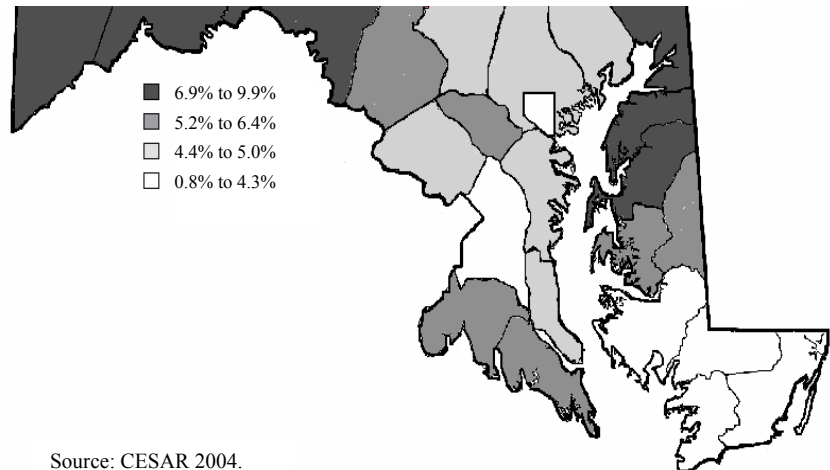 6.9% to 9.9%
5.2% to 6.4%
4.4% to 5.0%
0.8% to 4.3%
Source: CESAR 2004.